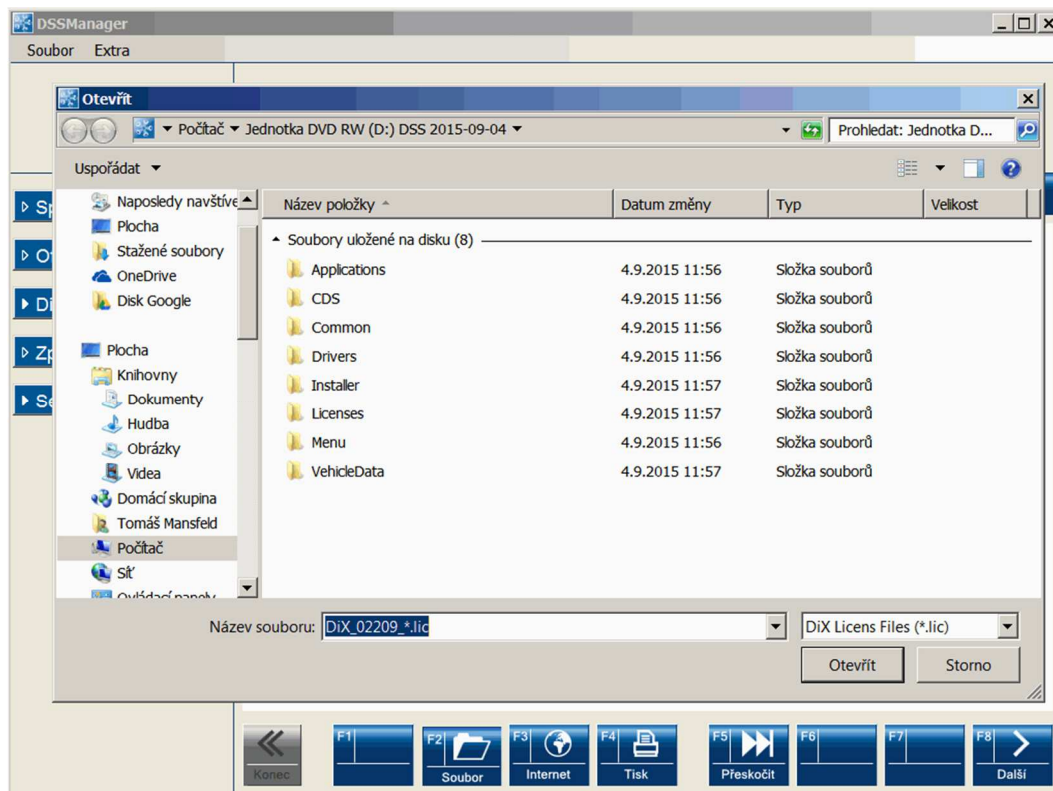 DSSManager
Soubor Extra
Otevřít
Počítač Jednotka DVD RW (D:) DSS 2015-09-04
Prohledat: Jednotka D...
Uspořádat
Naposledy navštíve
Plocha
Stažené soubory
OneDrive
Disk Google
Plocha
Knihovny
Dokumenty
Hudba
Obrázky
Videa
Domácí skupina
Tomáš Mansfeld
Počítač
Síť
Ovládací panely
Název položky Datum změny Typ Velikost
Soubory uložené na disku (8)
Applications 4.9.2015 11:56 Složka souborů
CDS 4.9.2015 11:56 Složka souborů
Common 4.9.2015 11:56 Složka souborů
Drivers 4.9.2015 11:56 Složka souborů
Installer 4.9.2015 11:57 Složka souborů
Licenses 4.9.2015 11:57 Složka souborů
Menu 4.9.2015 11:56 Složka souborů
VehicleData 4.9.2015 11:57 Složka souborů
Název souboru: DiX_02209_*.lic DiX Licens Files (*.lic)
Otevřít Storno
Sp
Di
Zp
Se
F1 F2 F3 F4 F5 F6 F7 F8
Konec Soubor Internet Tisk Přeskočit Další